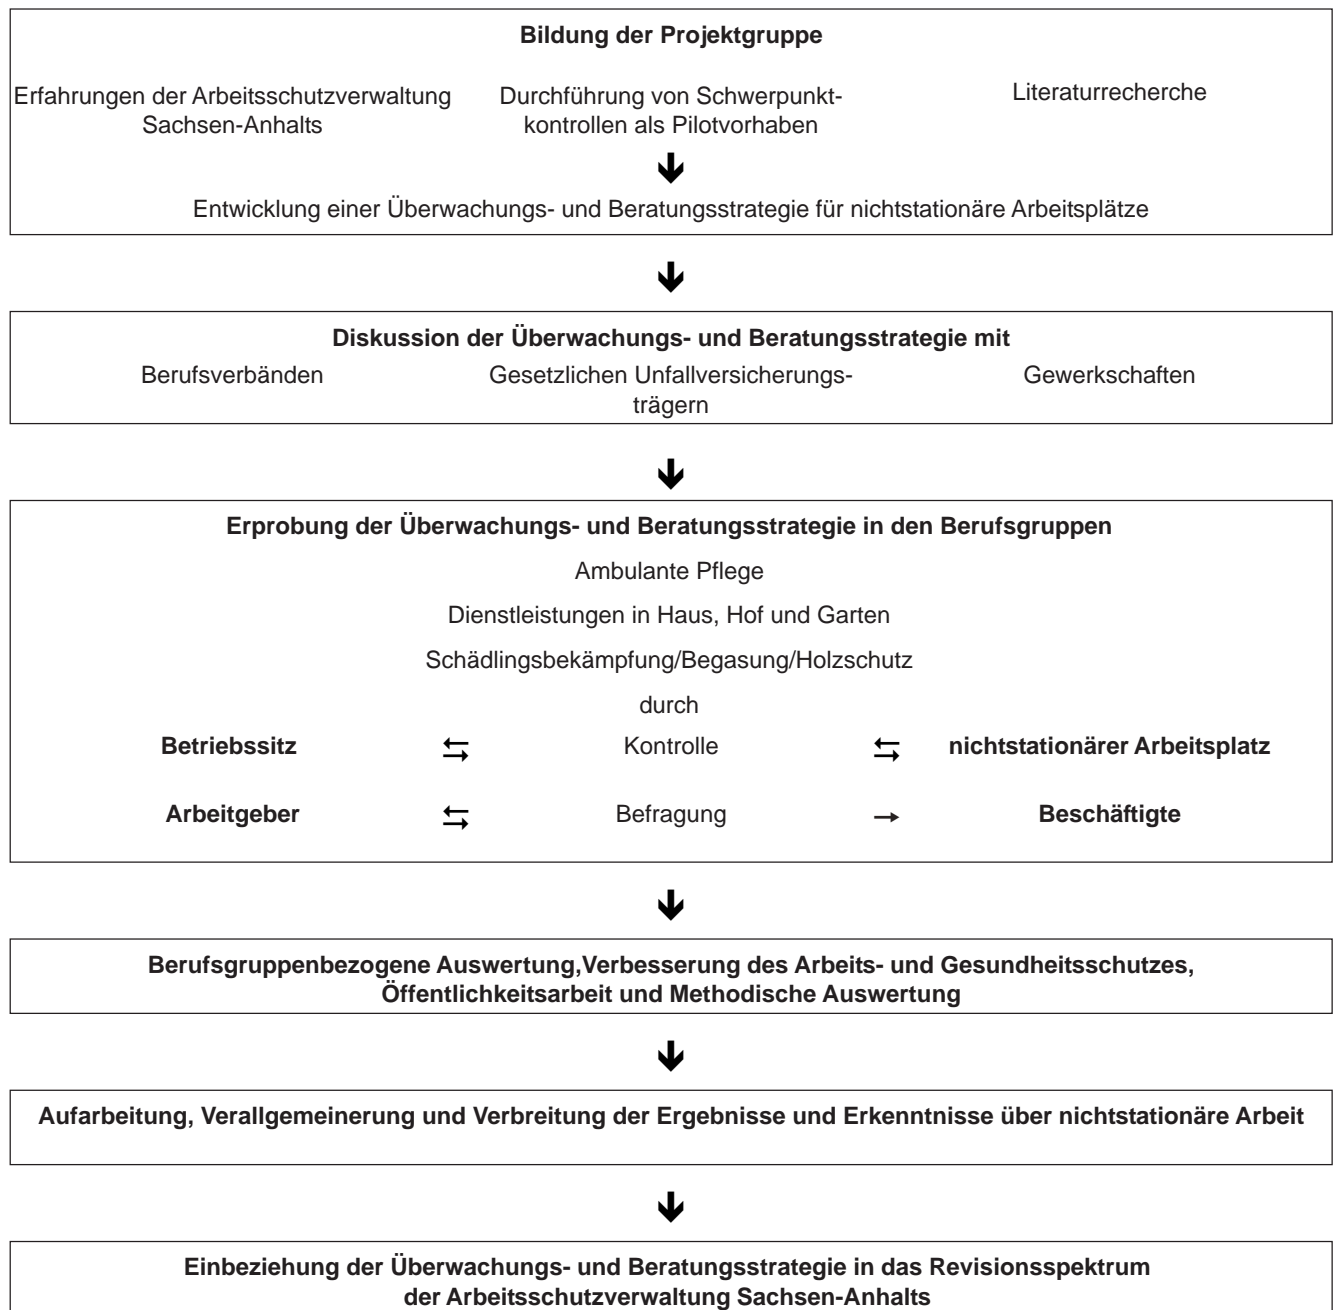 Bildung der Projektgruppe
Erfahrungen der Arbeitsschutzverwaltung
Sachsen-Anhalts
Durchführung von Schwerpunkt-
kontrollen als Pilotvorhaben
Literaturrecherche
Entwicklung einer Überwachungs- und Beratungsstrategie für nichtstationäre Arbeitsplätze
Diskussion der Überwachungs- und Beratungsstrategie mit
Berufsverbänden
Gesetzlichen Unfallversicherungs-
trägern
Gewerkschaften
Erprobung der Überwachungs- und Beratungsstrategie in den Berufsgruppen
Ambulante Pflege
Dienstleistungen in Haus, Hof und Garten
Schädlingsbekämpfung/Begasung/Holzschutz
durch
Betriebssitz ⇆ Kontrolle ⇆ nichtstationärer Arbeitsplatz
Arbeitgeber ⇆ Befragung → Beschäftigte
Berufsgruppenbezogene Auswertung,Verbesserung des Arbeits- und Gesundheitsschutzes,
Öffentlichkeitsarbeit und Methodische Auswertung
Aufarbeitung, Verallgemeinerung und Verbreitung der Ergebnisse und Erkenntnisse über nichtstationäre Arbeit
Einbeziehung der Überwachungs- und Beratungsstrategie in das Revisionsspektrum
der Arbeitsschutzverwaltung Sachsen-Anhalts